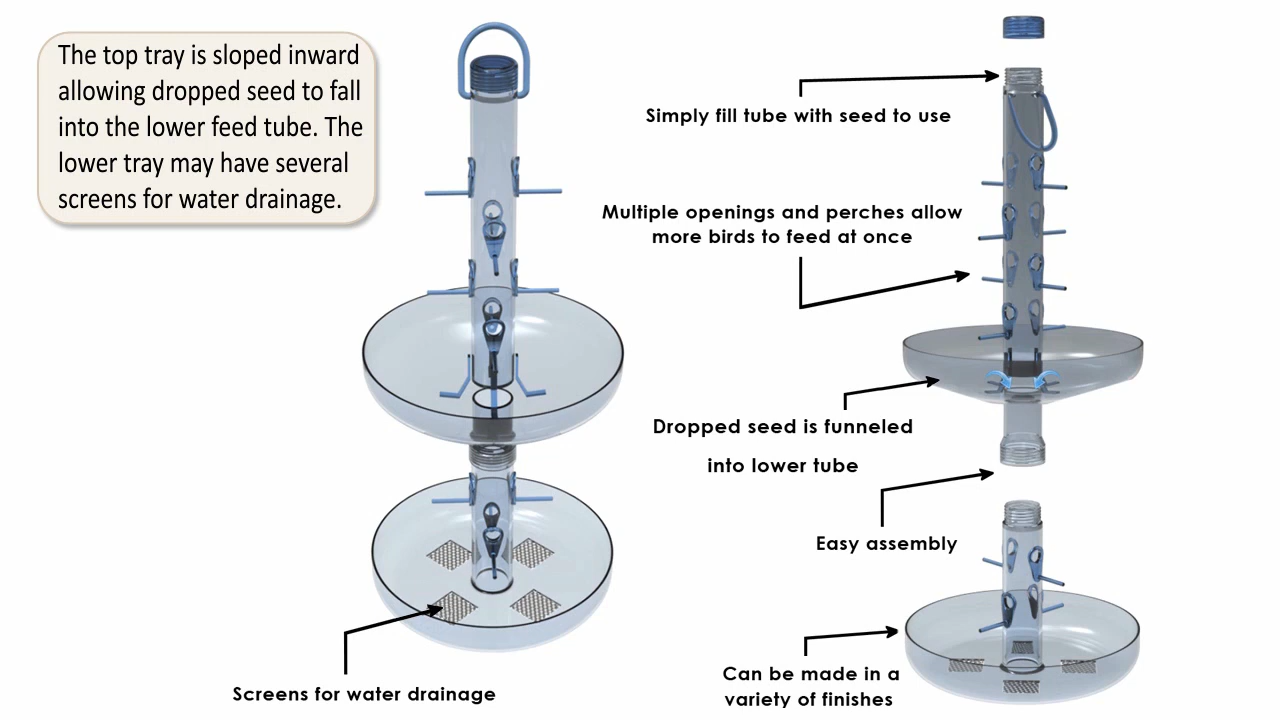 The top tray is sloped inward
allowing dropped seed to fall
into the lower feed tube. The
lower tray may have several
screens for water drainage.
Simply fill tube with seed to use
Multiple openings and perches allow
more birds to feed at once
Dropped seed is funneled
into lower tube
Easy assembly
Can be made in a
variety of finishes
Screens for water drainage